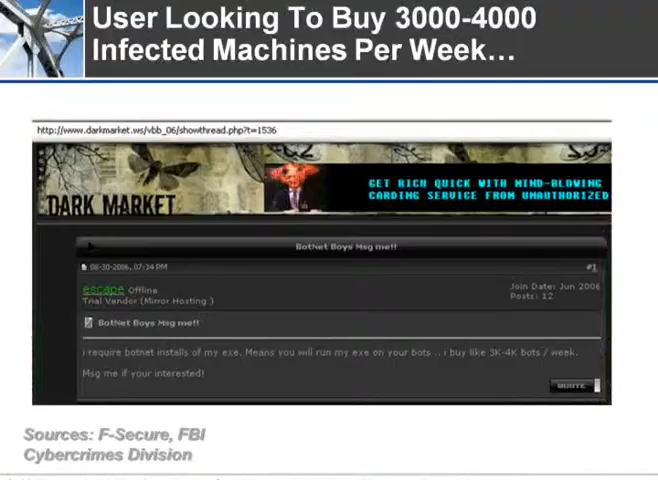 User Looking To Buy 3000-4000
Infected Machines Per Week...
http://www.darkmarket.ws/vbb_06/showthread.php?t=1536
DARK MARKET
GET RICH QUICK WITH MIND-BLOWING
CARDING SERVICE FROM UNAUTHORIZED
BotNet Boys Msg me!!
08-30-2006, 07:34 PM #1
escape Offline Join Date: Jun 2006
Trial Vendor (Mirror Hosting ) Posts: 12
BotNet Boys Msg me!!
i require botnet installs of my exe. Means you will run my exe on your bots .. i buy like 3K-4K bots / week.
Msg me if your interested!
QUOTE
Sources: F-Secure, FBI
Cybercrimes Division